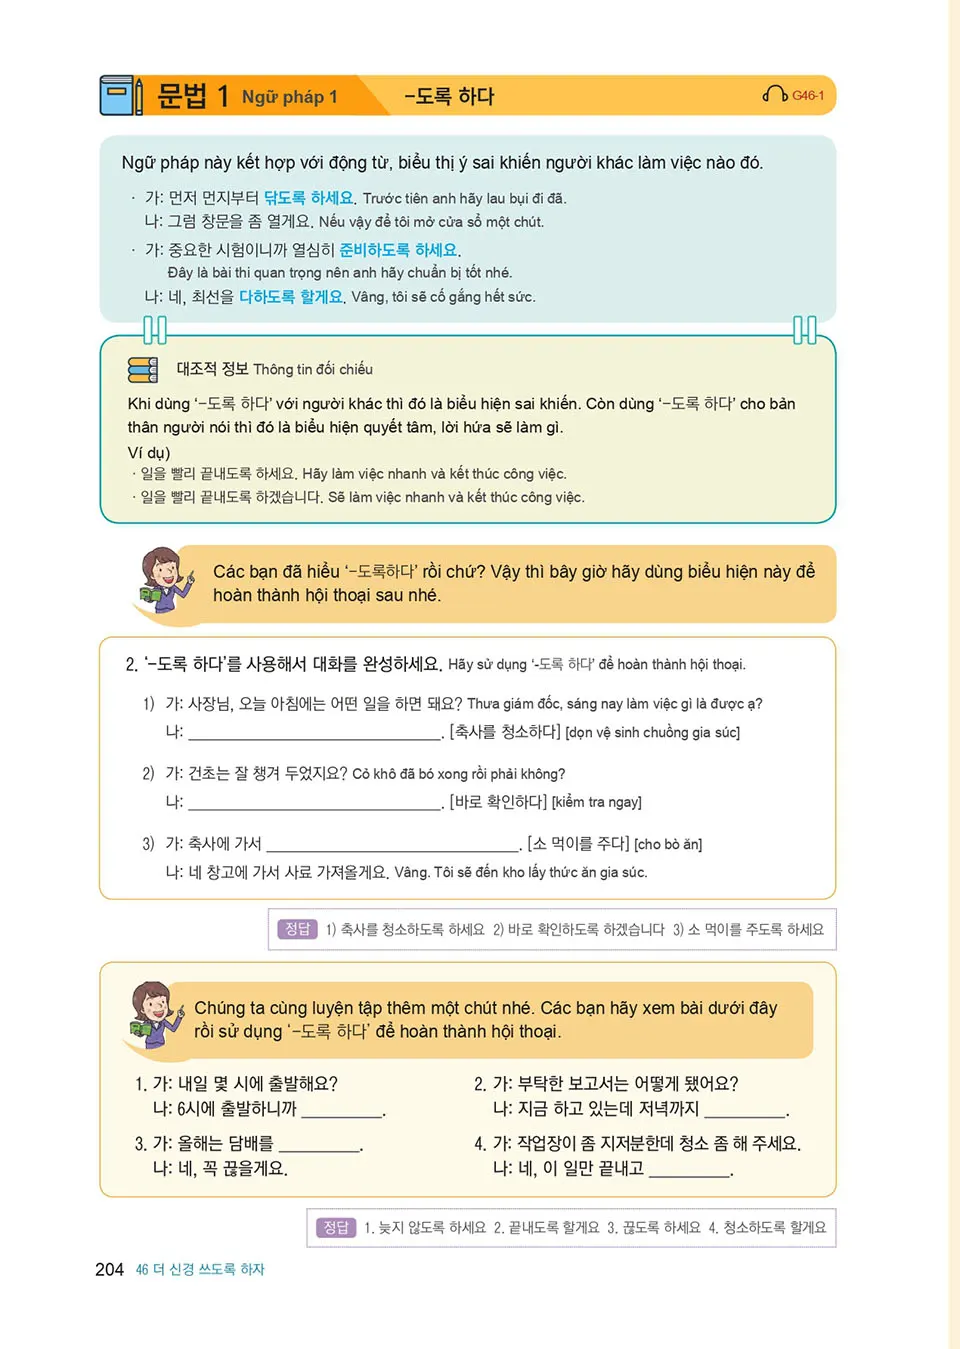 문법 1 Ngữ pháp 1 -도록 하다 G46-1
Ngữ pháp này kết hợp với động từ, biểu thị ý sai khiến người khác làm việc nào đó.
· 가: 먼저 먼지부터 닦도록 하세요. Trước tiên anh hãy lau bụi đi đã.
나: 그럼 창문을 좀 열게요. Nếu vậy để tôi mở cửa sổ một chút.
· 가: 중요한 시험이니까 열심히 준비하도록 하세요.
Đây là bài thi quan trọng nên anh hãy chuẩn bị tốt nhé.
나: 네, 최선을 다하도록 할게요. Vâng, tôi sẽ cố gắng hết sức.
대조적 정보 Thông tin đối chiếu
Khi dùng ‘-도록 하다’ với người khác thì đó là biểu hiện sai khiến. Còn dùng ‘-도록 하다’ cho bản
thân người nói thì đó là biểu hiện quyết tâm, lời hứa sẽ làm gì.
Ví dụ)
· 일을 빨리 끝내도록 하세요. Hãy làm việc nhanh và kết thúc công việc.
· 일을 빨리 끝내도록 하겠습니다. Sẽ làm việc nhanh và kết thúc công việc.
Các bạn đã hiểu ‘-도록하다’ rồi chứ? Vậy thì bây giờ hãy dùng biểu hiện này để
hoàn thành hội thoại sau nhé.
2. ‘-도록 하다’를 사용해서 대화를 완성하세요. Hãy sử dụng ‘-도록 하다’ để hoàn thành hội thoại.
1) 가: 사장님, 오늘 아침에는 어떤 일을 하면 돼요? Thưa giám đốc, sáng nay làm việc gì là được ạ?
나: ____________________. [축사를 청소하다] [dọn vệ sinh chuồng gia súc]
2) 가: 건초는 잘 챙겨 두었지요? Cỏ khô đã bó xong rồi phải không?
나: ____________________. [바로 확인하다] [kiểm tra ngay]
3) 가: 축사에 가서 ____________________. [소 먹이를 주다] [cho bò ăn]
나: 네 창고에 가서 사료 가져올게요. Vâng. Tôi sẽ đến kho lấy thức ăn gia súc.
정답 1) 축사를 청소하도록 하세요 2) 바로 확인하도록 하겠습니다 3) 소 먹이를 주도록 하세요
Chúng ta cùng luyện tập thêm một chút nhé. Các bạn hãy xem bài dưới đây
rồi sử dụng ‘-도록 하다’ để hoàn thành hội thoại.
1. 가: 내일 몇 시에 출발해요?
나: 6시에 출발하니까 ________.
2. 가: 부탁한 보고서는 어떻게 됐어요?
나: 지금 하고 있는데 저녁까지 ________.
3. 가: 올해는 담배를 ________.
나: 네, 꼭 끊을게요.
4. 가: 작업장이 좀 지저분한데 청소 좀 해 주세요.
나: 네, 이 일만 끝내고 ________.
정답 1. 늦지 않도록 하세요 2. 끝내도록 할게요 3. 끊도록 하세요 4. 청소하도록 할게요
204 46 더 신경 쓰도록 하자